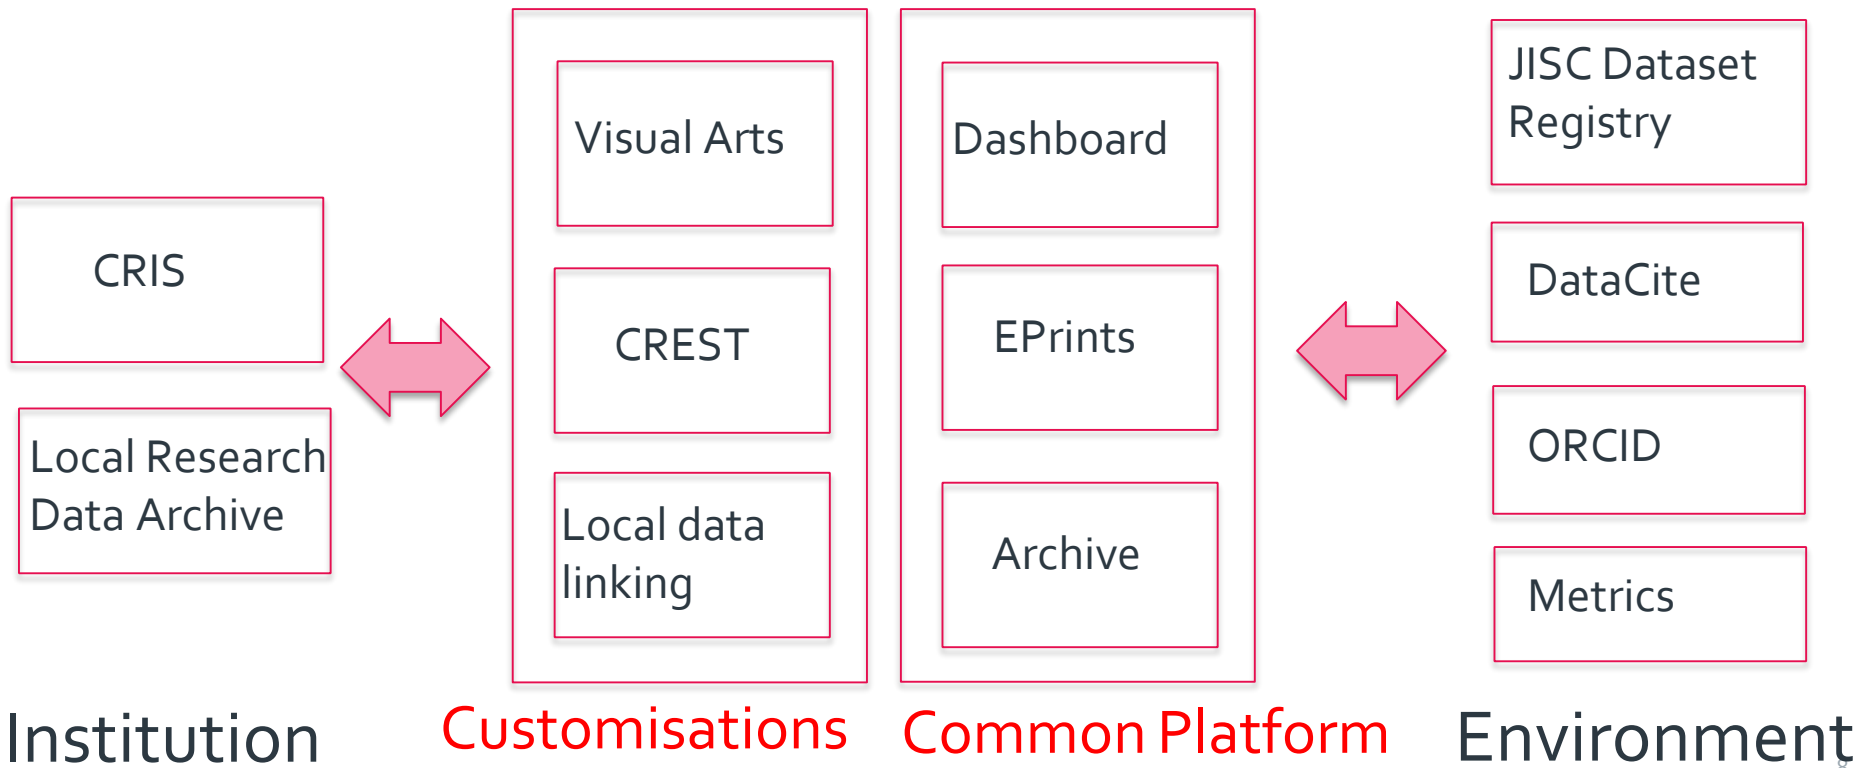 CRIS
Local Research
Data Archive
Institution
Visual Arts
CREST
Local data
linking
Customisations
Dashboard
EPrints
Archive
Common Platform
JISC Dataset
Registry
DataCite
ORCID
Metrics
Environment